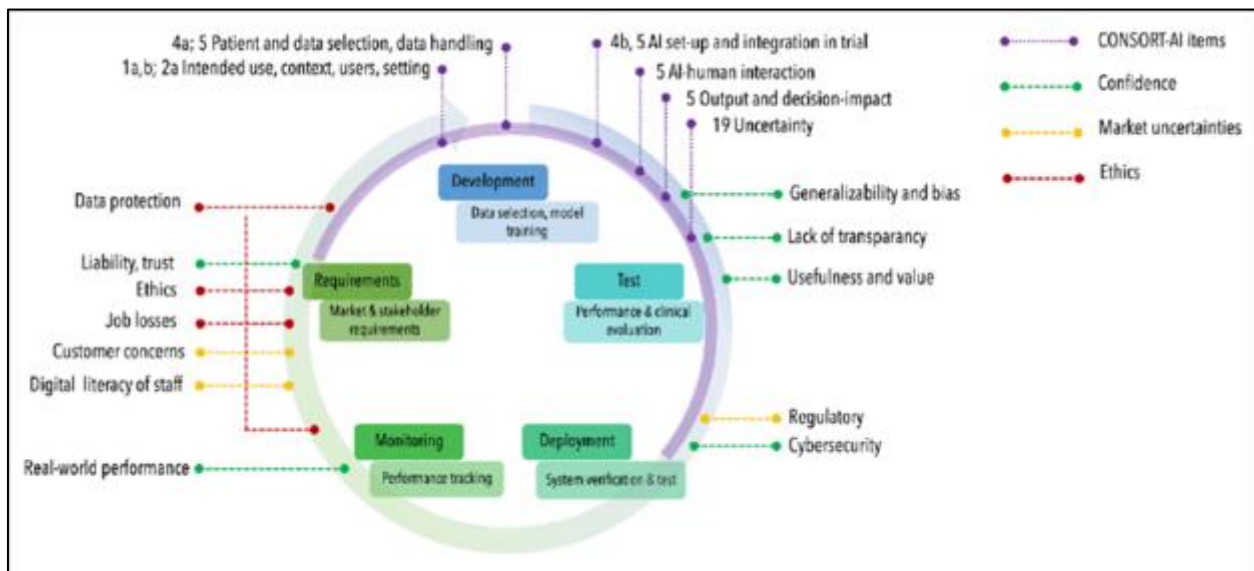 4a; 5 Patient and data selection, data handling
1a,b; 2a Intended use, context, users, setting
4b, 5 AI set-up and integration in trial
5 AI-human interaction
5 Output and decision-impact
19 Uncertainty
CONSORT-AI items
Confidence
Market uncertainties
Ethics
Generalizability and bias
Lack of transparancy
Usefulness and value
Regulatory
Cybersecurity
Data protection
Liability, trust
Ethics
Job losses
Customer concerns
Digital literacy of staff
Real-world performance
Development
Data selection, model
training
Requirements
Market & stakeholder
requirements
Test
Performance & clinical
evaluation
Monitoring
Performance tracking
Deployment
System verification & test